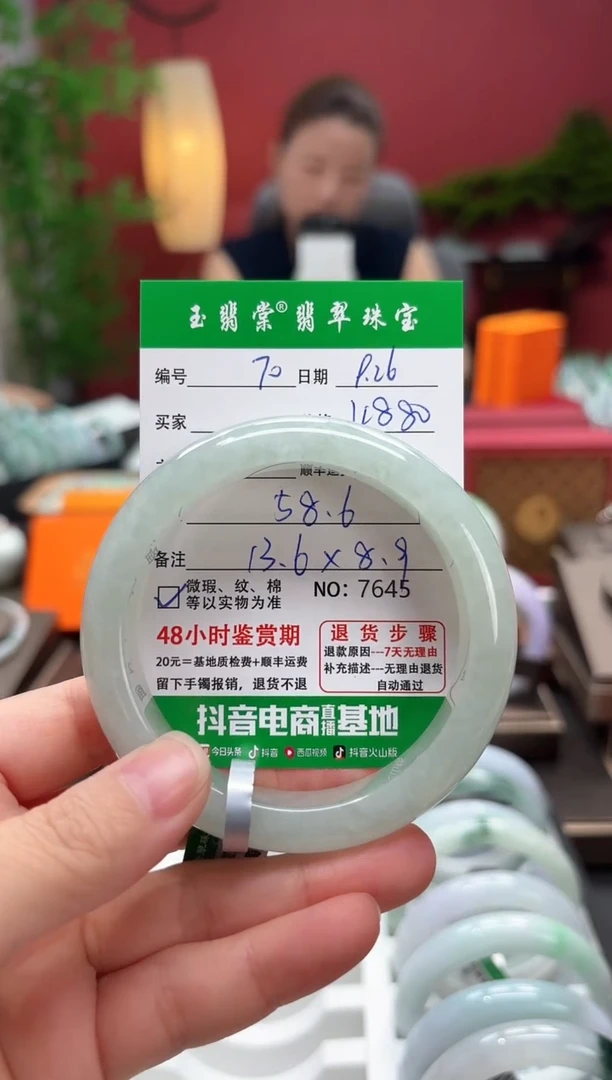 玉翡棠® 翡翠珠宝
编号 70 日期 9.26
买家 11880
58.6
备注 13.6×8.9
微瑕、纹、棉 NO: 7645
等以实物为准
48小时鉴赏期 退货步骤
20元=基地质检费+顺丰运费 退款原因---7天无理由
留下手镯报销，退货不退 补充描述---无理由退货
自动通过
抖音电商直播基地
今日头条 抖音 西瓜视频 抖音火山版